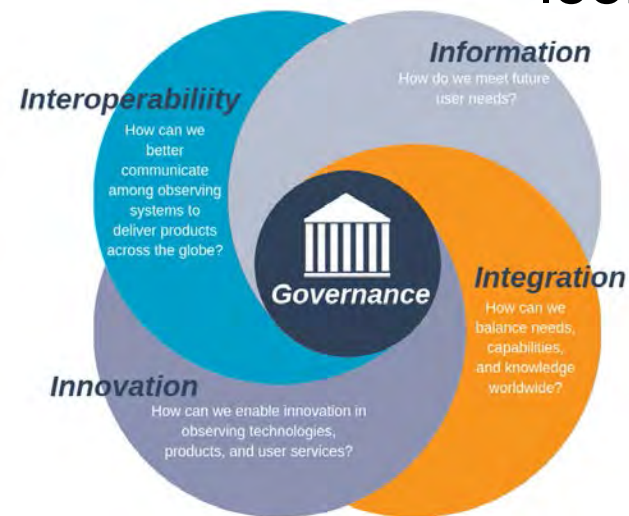 Information
How do we meet future
user needs?
Interoperabiliity
How can we
better
communicate
among observing
systems to
deliver products
across the globe?
Governance
Integration
How can we
balance needs,
capabilities,
and knowledge
worldwide?
Innovation
How can we enable innovation in
observing technologies,
products, and user services?